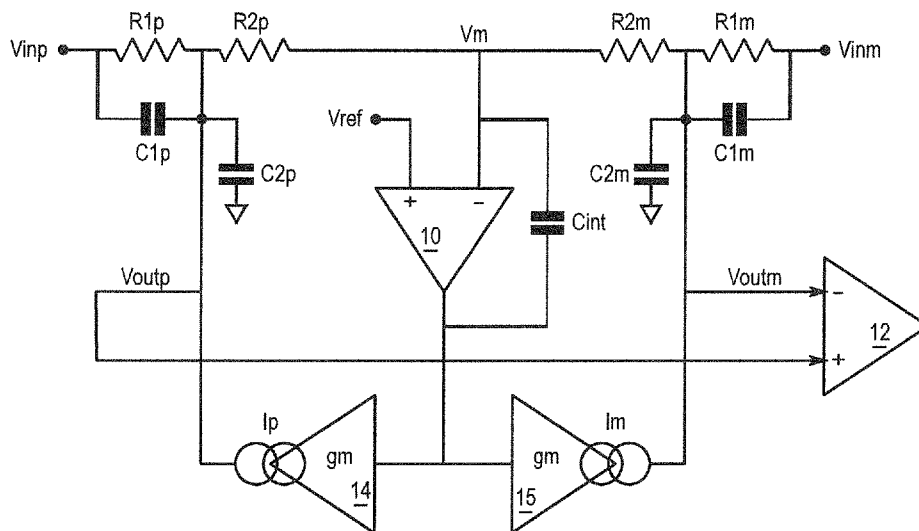 R1p R2p Vm R2m R1m
Vinp Vinm
Vref
C1p C2p C2m C1m
+ −
10 Cint
Voutp Voutm
−
12
+
Ip Im
gm gm
14 15